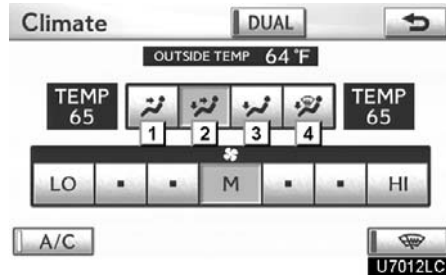 Climate DUAL
OUTSIDE TEMP 64°F
TEMP 65
1 2 3 4
TEMP 65
LO M HI
A/C
U7012LC